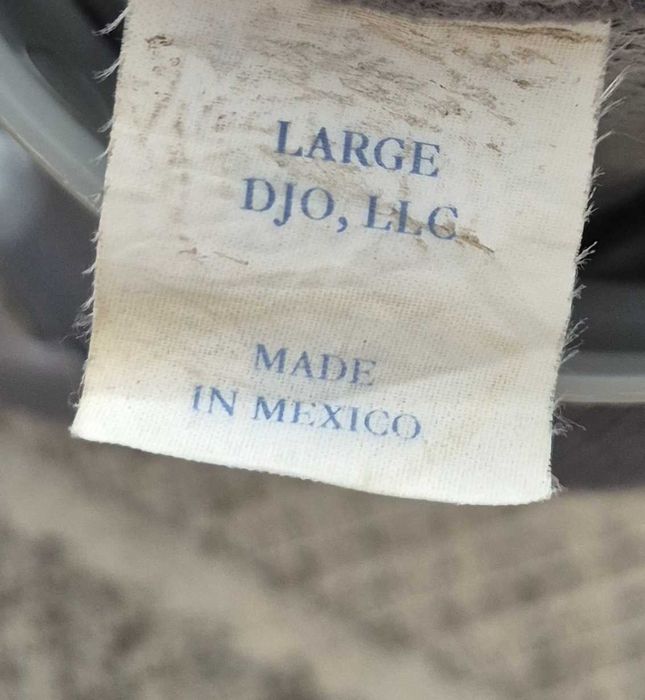 LARGE
DJO, LLC
MADE
IN MEXICO